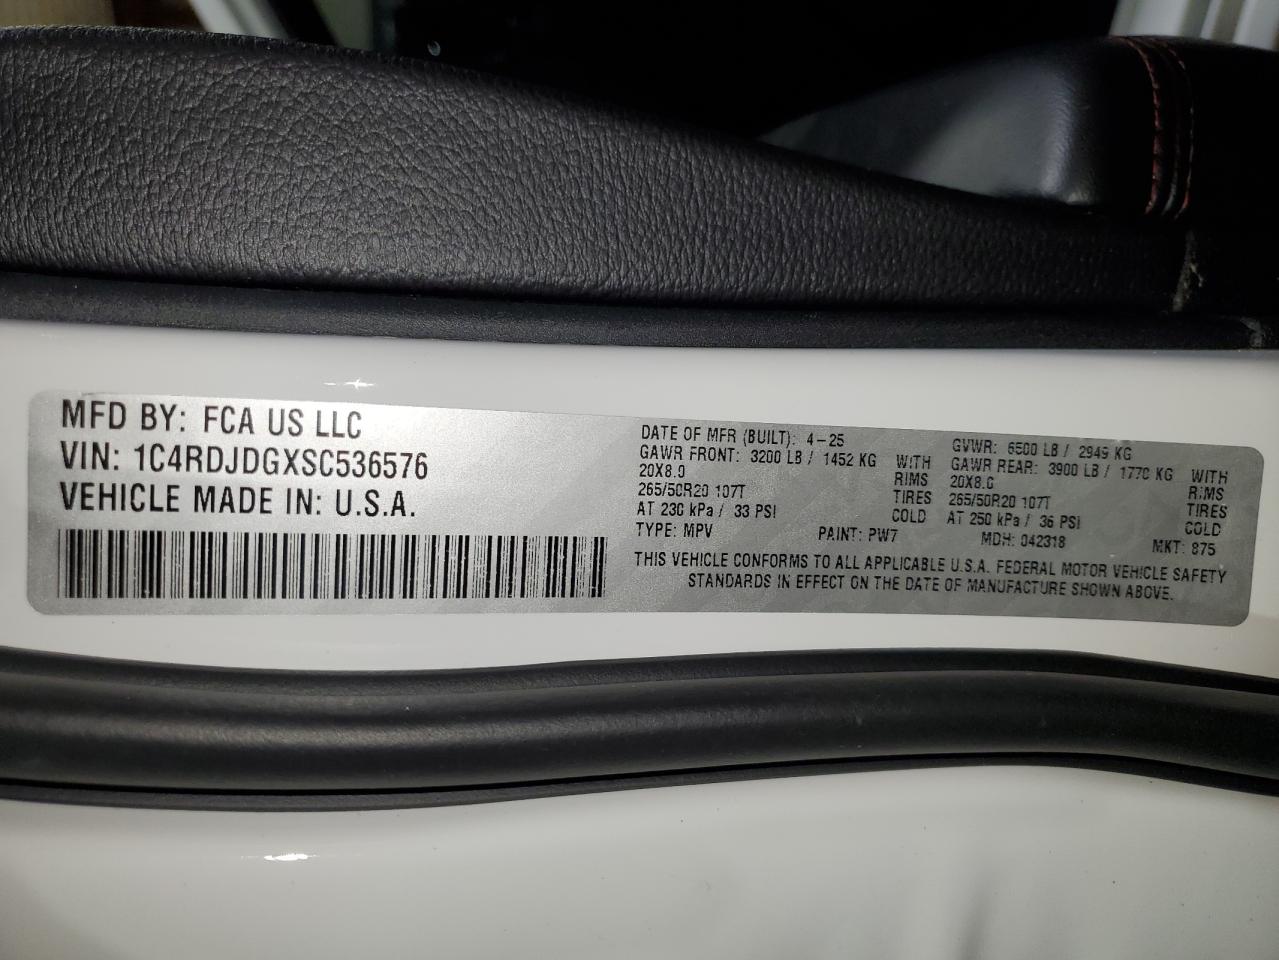 MFD BY: FCA US LLC
VIN: 1C4RDJDGXSC536576
VEHICLE MADE IN: U.S.A.
DATE OF MFR (BUILT): 4-25
GAWR FRONT: 3200 LB / 1452 KG WITH
20X8.0 RIMS
265/50R20 107T TIRES
AT 230 kPa / 33 PSI COLD
TYPE: MPV PAINT: PW7
GVWR: 6500 LB / 2949 KG
GAWR REAR: 3900 LB / 1770 KG WITH
20X8.0 RIMS
265/50R20 107T TIRES
AT 250 kPa / 36 PSI COLD
MDH: 042318 MKT: 875
THIS VEHICLE CONFORMS TO ALL APPLICABLE U.S.A. FEDERAL MOTOR VEHICLE SAFETY
STANDARDS IN EFFECT ON THE DATE OF MANUFACTURE SHOWN ABOVE.